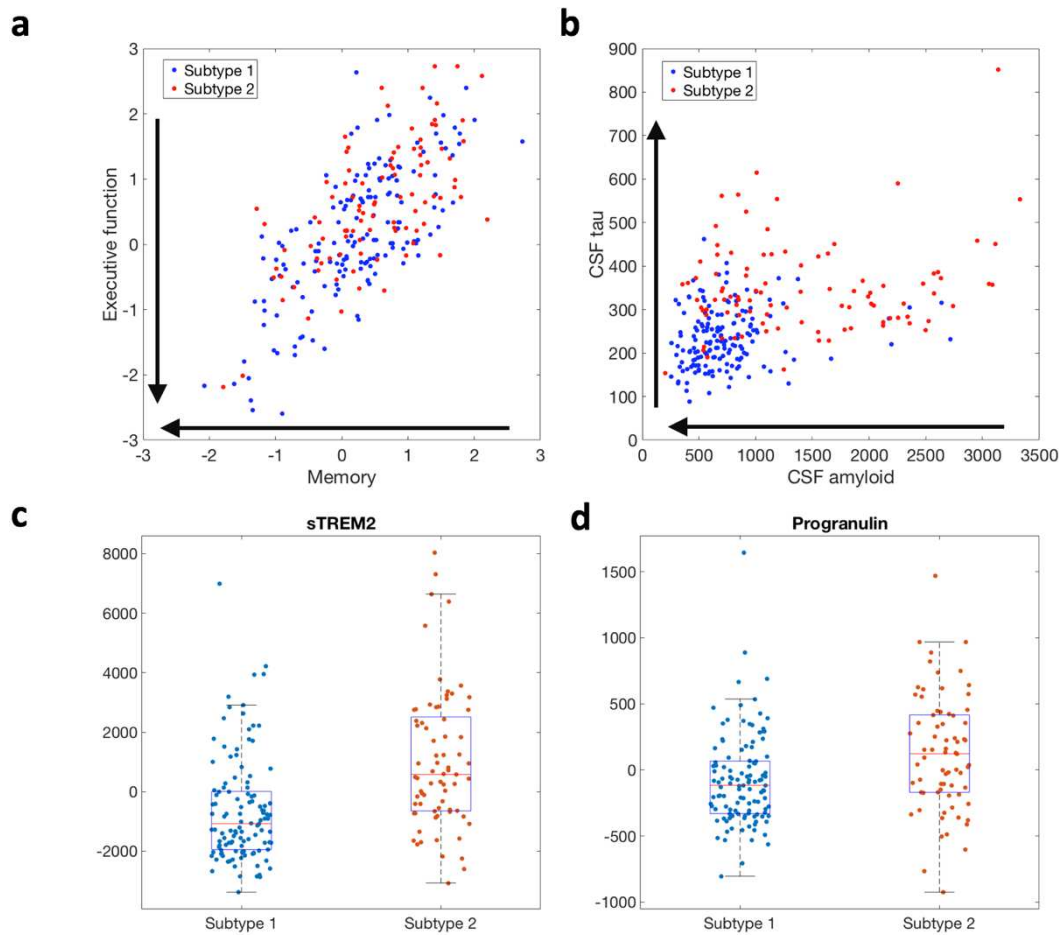 a
3
2
1
0
-1
-2
-3
Executive function
Subtype 1
Subtype 2
-3
-2
-1
0
1
2
3
Memory
b
900
800
700
600
500
400
300
200
100
0
CSF tau
Subtype 1
Subtype 2
0
500
1000
1500
2000
2500
3000
3500
CSF amyloid
c
sTREM2
8000
6000
4000
2000
0
-2000
Subtype 1
Subtype 2
d
Progranulin
1500
1000
500
0
-500
-1000
Subtype 1
Subtype 2